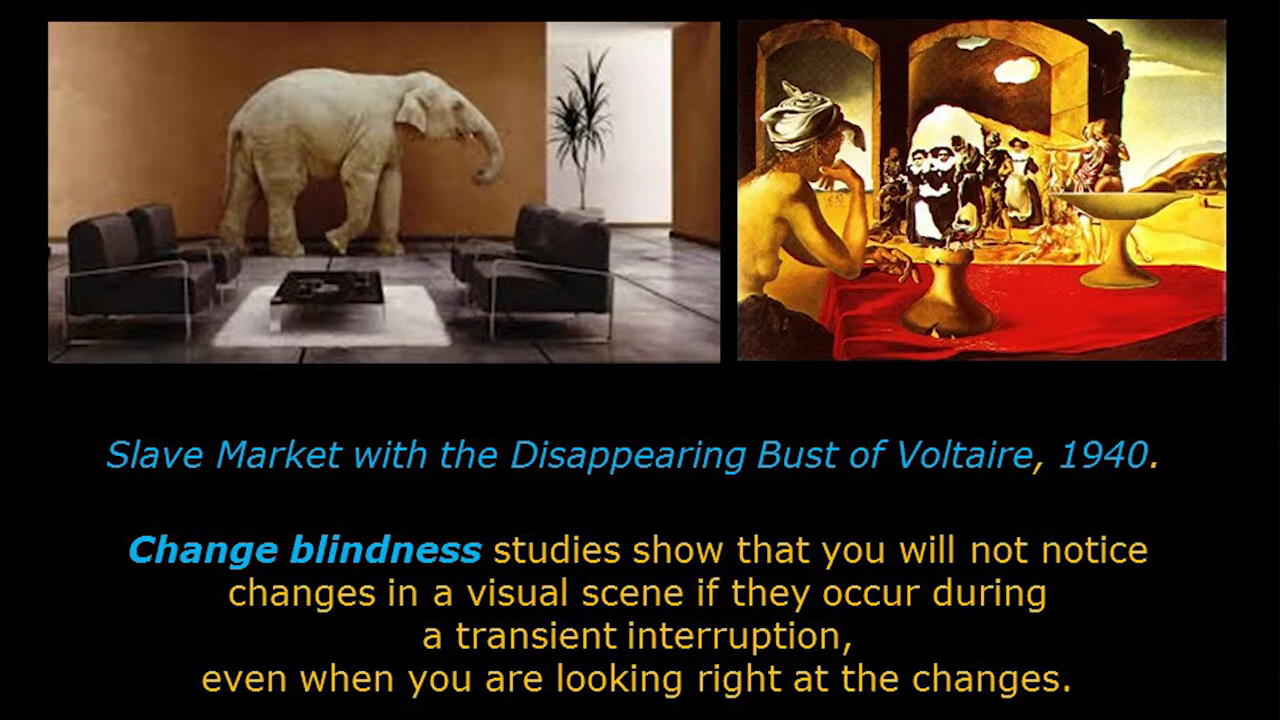 Slave Market with the Disappearing Bust of Voltaire, 1940.
Change blindness studies show that you will not notice
changes in a visual scene if they occur during
a transient interruption,
even when you are looking right at the changes.